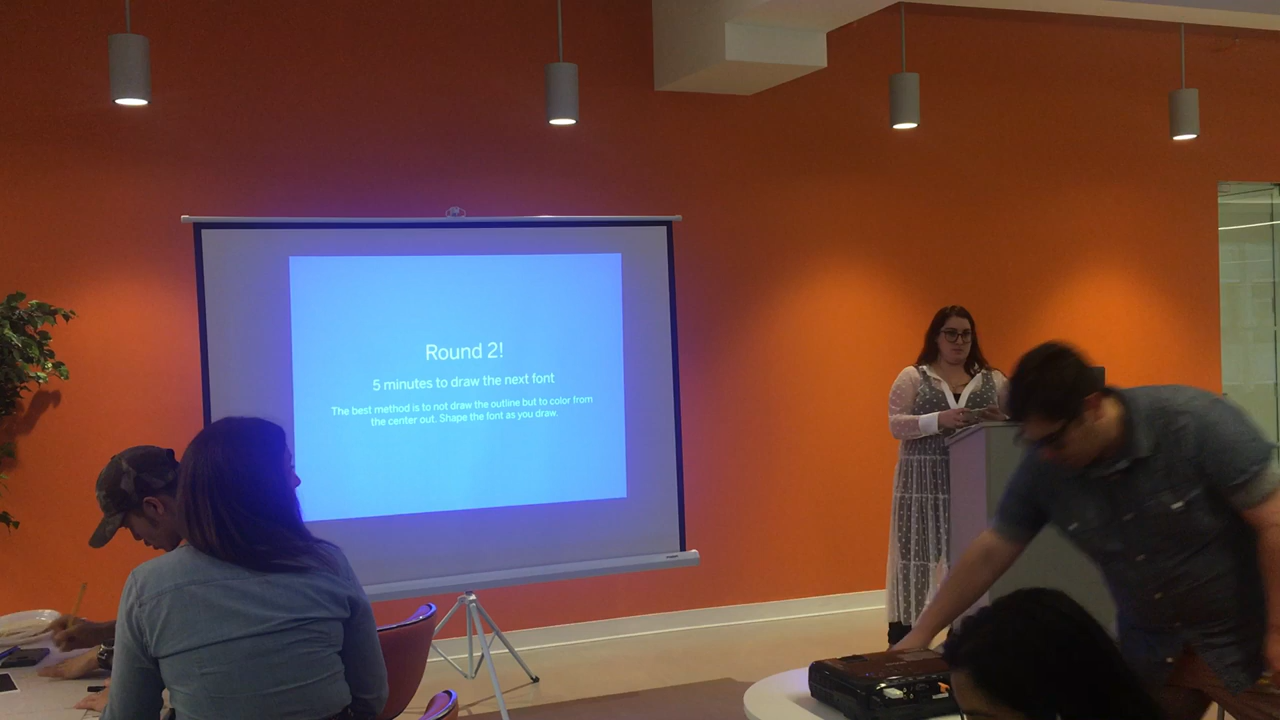 Round 2!
5 minutes to draw the next font
The best method is to not draw the outline but to color from
the center out. Shape the font as you draw.